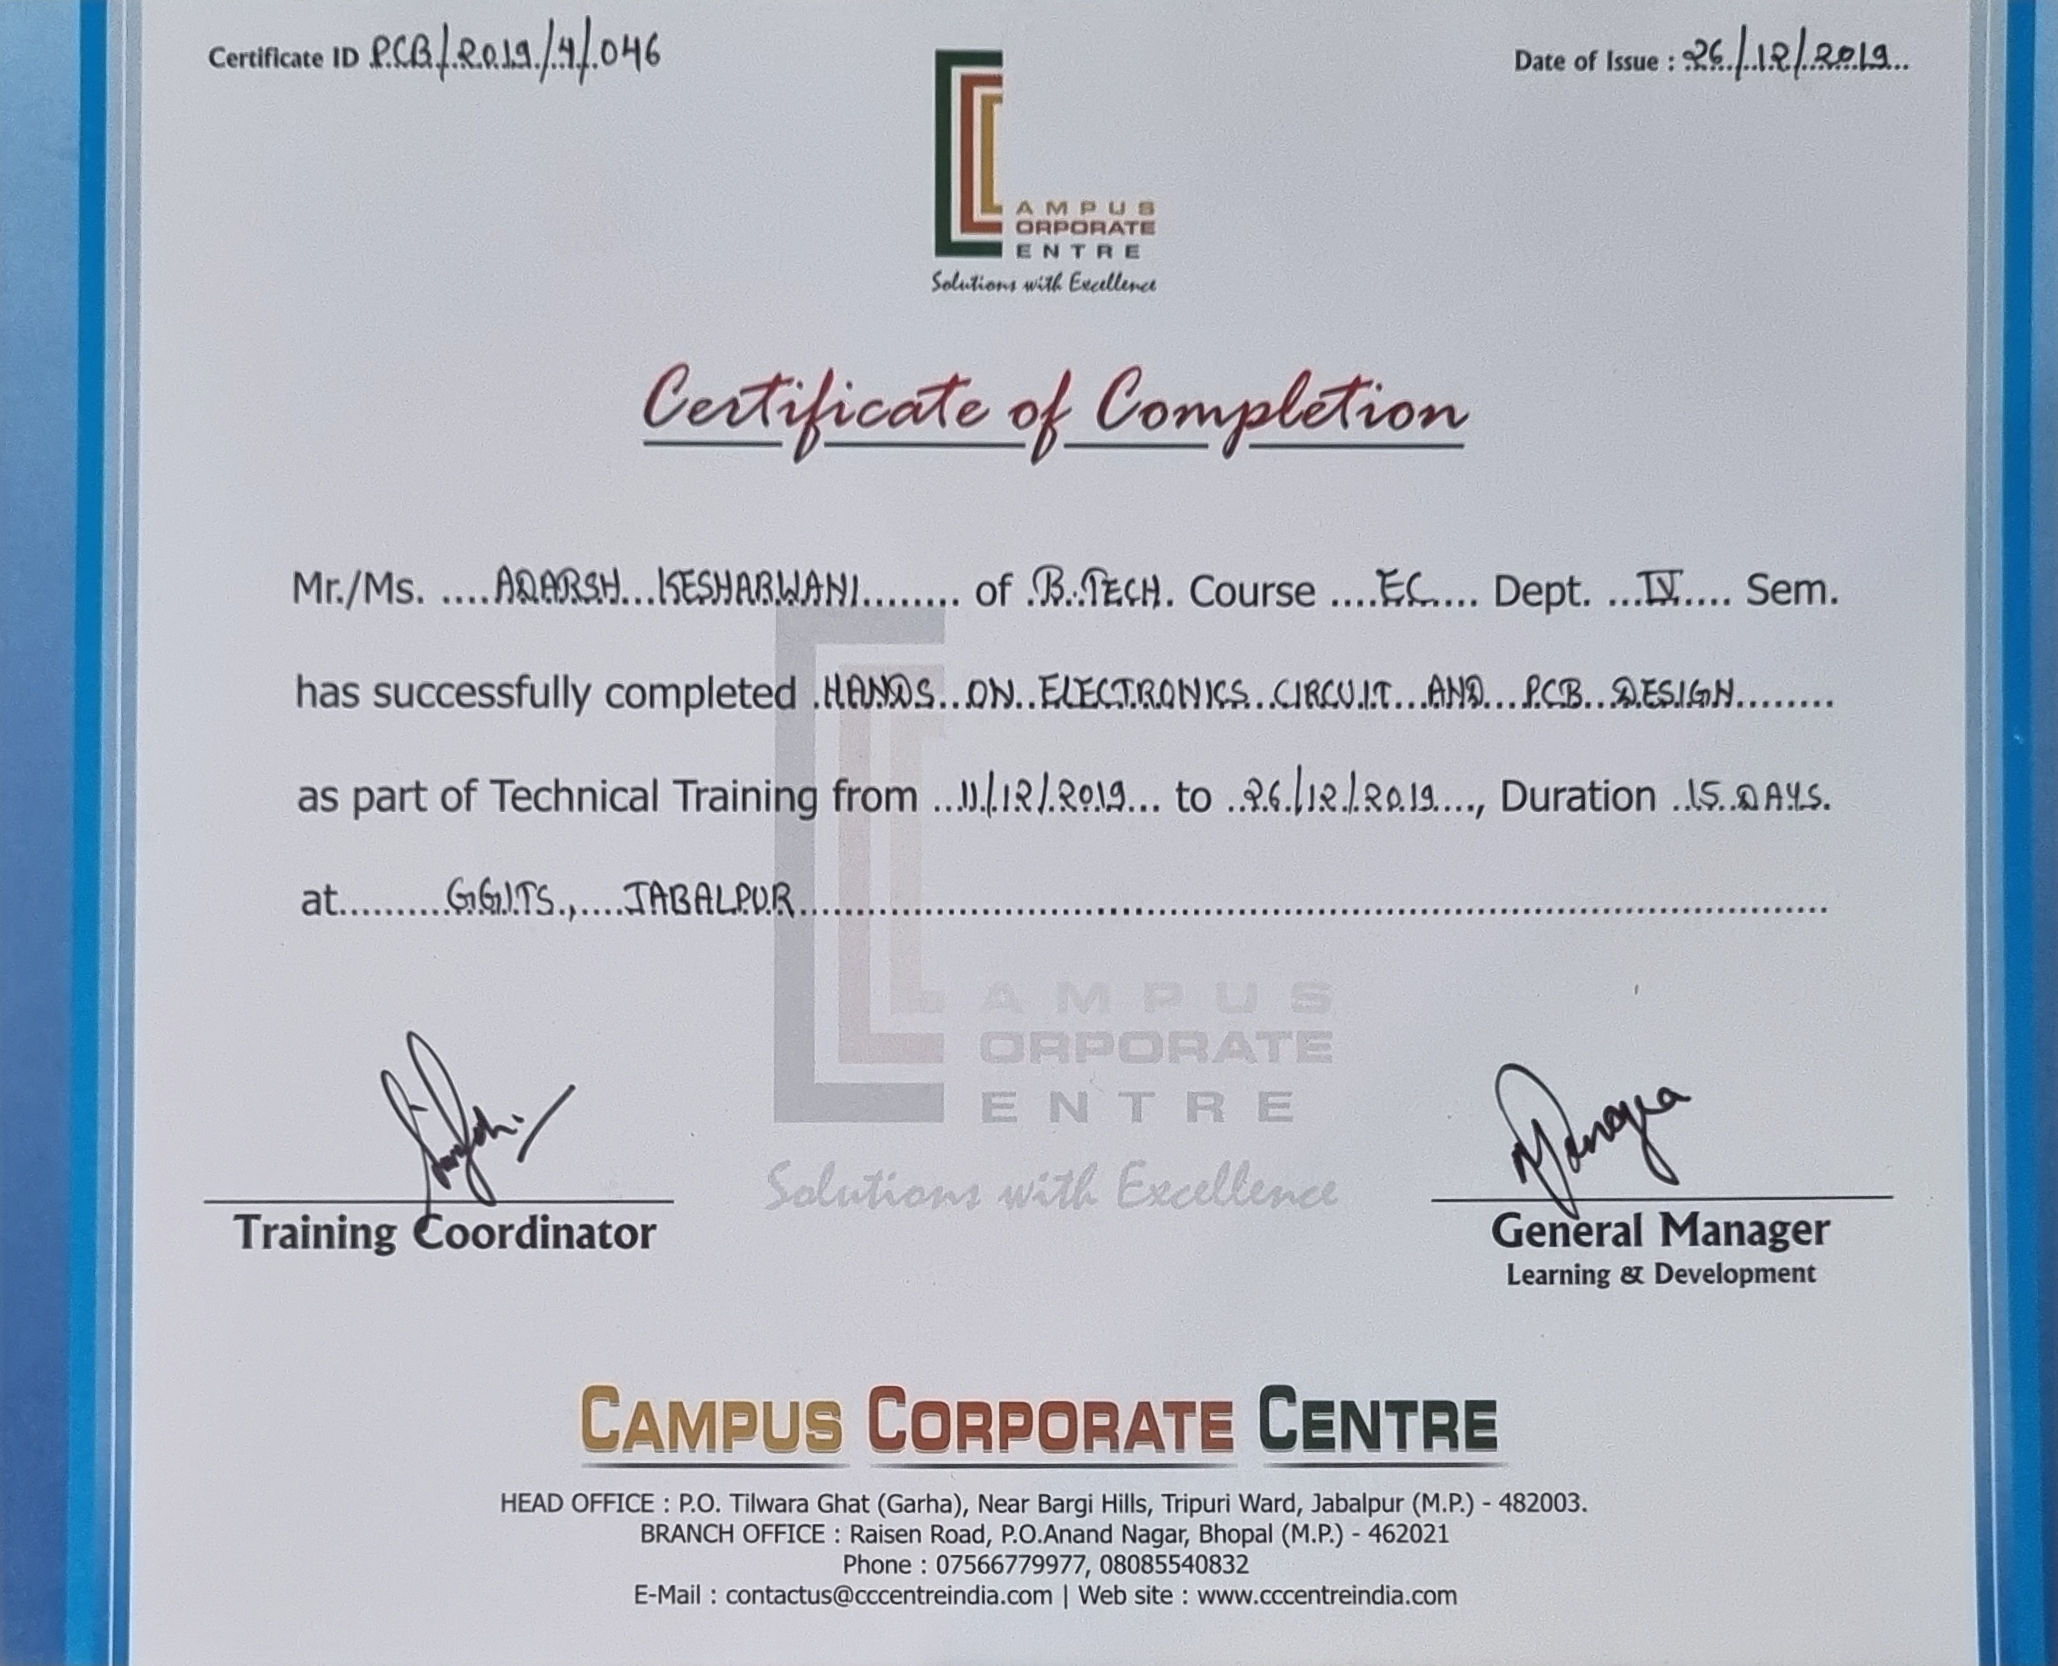 Certificate ID PCB/2019/4/046
Date of Issue : 26/12/2019
CAMPUS
CORPORATE
CENTRE
Solutions with Excellence
Certificate of Completion
Mr./Ms. ....ADARSH...KESHARWANI........ of .B.TECH. Course ....EC.... Dept. ...IV.... Sem.
has successfully completed .HANDS..ON..ELECTRONICS..CIRCUIT...AND...PCB..DESIGN........
as part of Technical Training from ...11/12/2019... to ..26/12/2019...., Duration ..15..DAYS.
at..........GGITS.,....JABALPUR..........
AMPUS
ORPORATE
ENTRE
Solutions with Excellence
Training Coordinator
General Manager
Learning & Development
CAMPUS CORPORATE CENTRE
HEAD OFFICE : P.O. Tilwara Ghat (Garha), Near Bargi Hills, Tripuri Ward, Jabalpur (M.P.) - 482003.
BRANCH OFFICE : Raisen Road, P.O.Anand Nagar, Bhopal (M.P.) - 462021
Phone : 07566779977, 08085540832
E-Mail : contactus@cccentreindia.com | Web site : www.cccentreindia.com